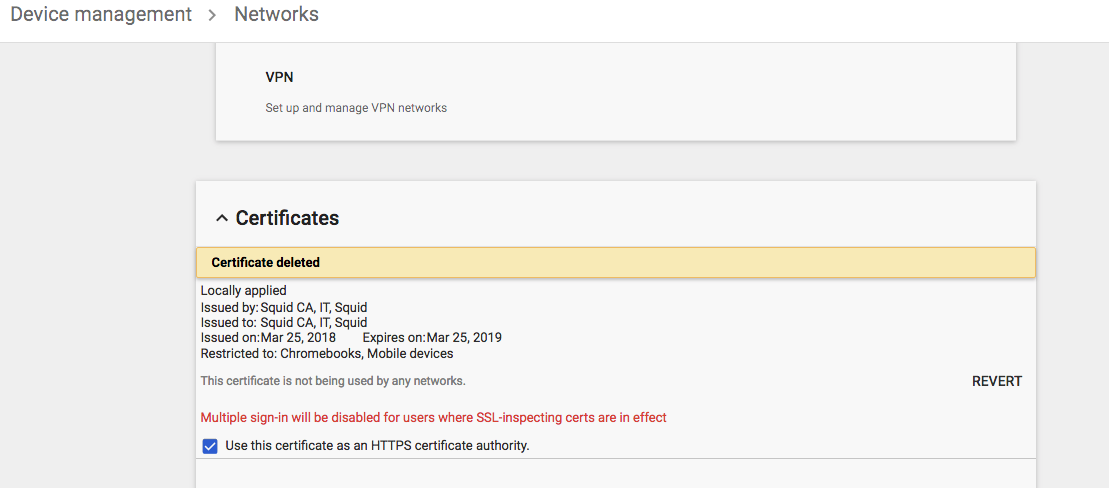 Device management > Networks
VPN
Set up and manage VPN networks
Certificates
Certificate deleted
Locally applied
Issued by: Squid CA, IT, Squid
Issued to: Squid CA, IT, Squid
Issued on: Mar 25, 2018 Expires on: Mar 25, 2019
Restricted to: Chromebooks, Mobile devices
This certificate is not being used by any networks. REVERT
Multiple sign-in will be disabled for users where SSL-inspecting certs are in effect
Use this certificate as an HTTPS certificate authority.